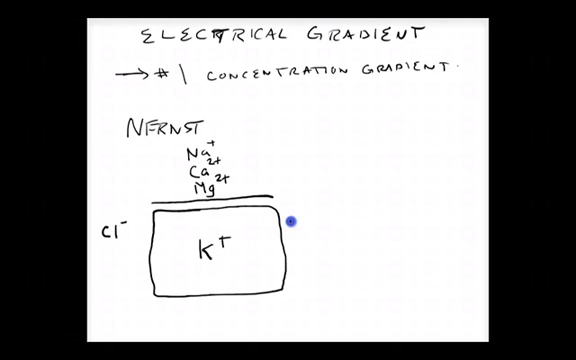 ELECTRICAL GRADIENT
→ #1 CONCENTRATION GRADIENT.
NERNST
Na+
Ca2+
Mg2+
Cl-
K+